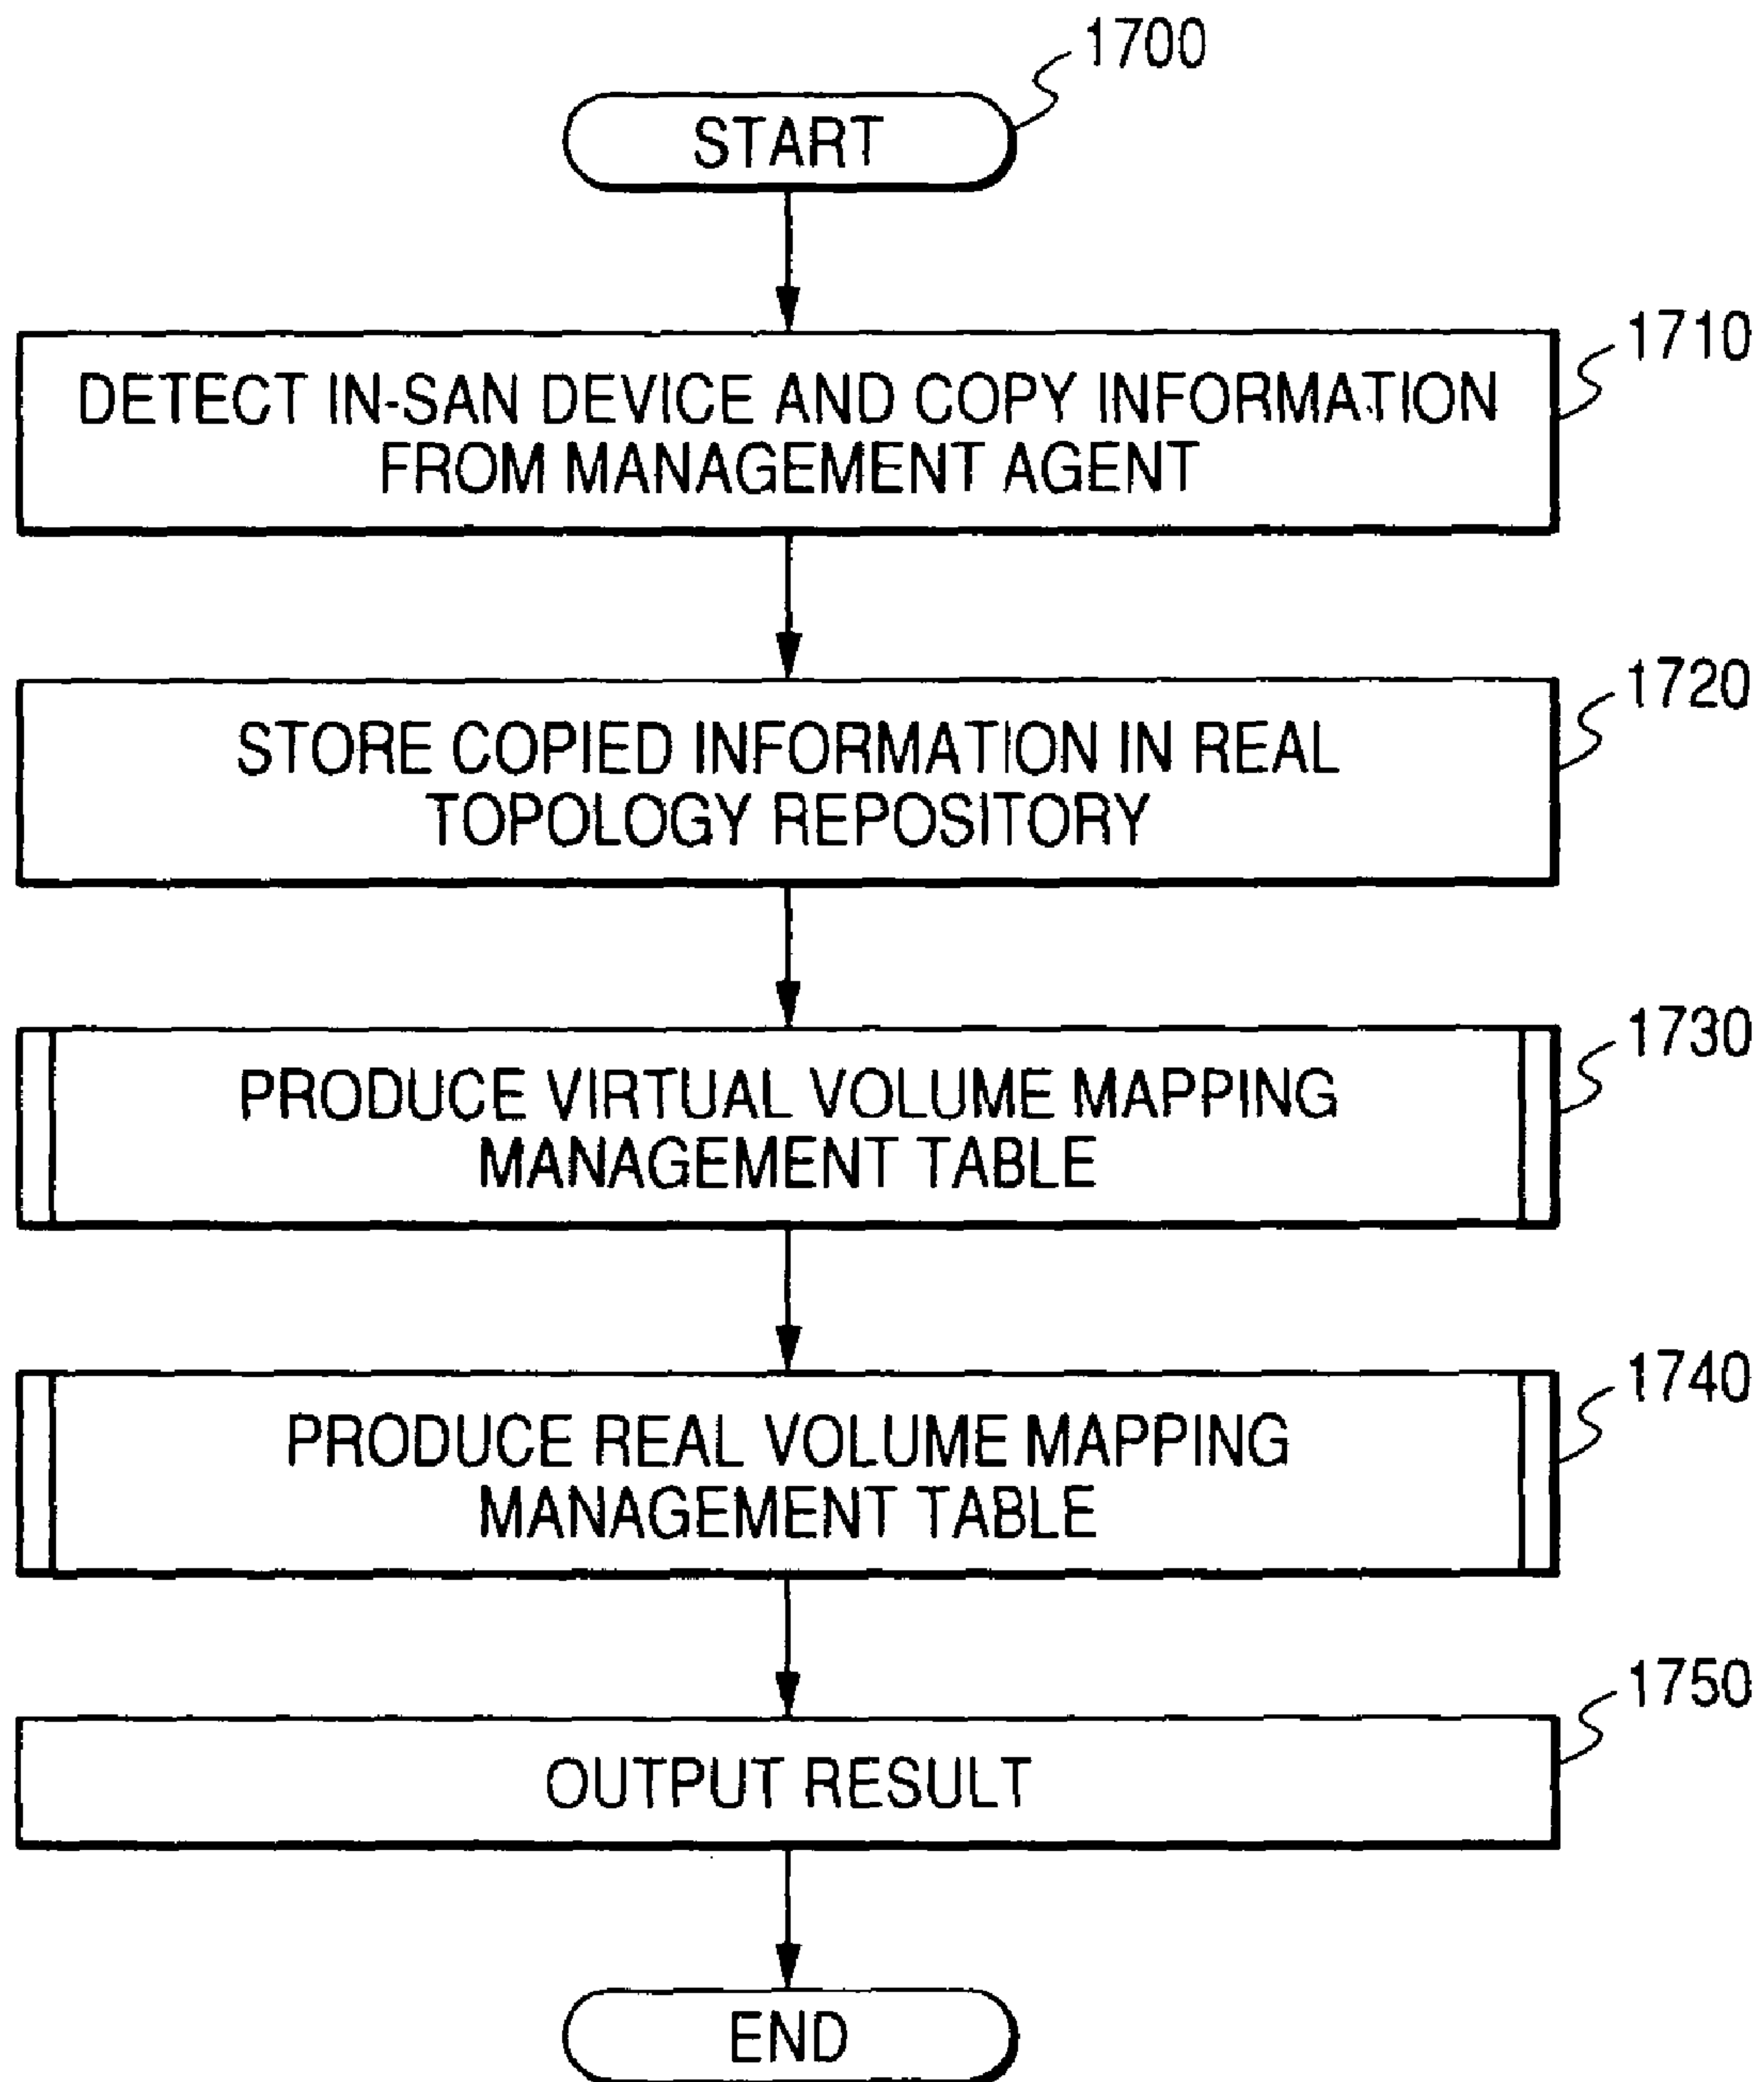 1700
START
1710
DETECT IN-SAN DEVICE AND COPY INFORMATION
FROM MANAGEMENT AGENT
1720
STORE COPIED INFORMATION IN REAL
TOPOLOGY REPOSITORY
1730
PRODUCE VIRTUAL VOLUME MAPPING
MANAGEMENT TABLE
1740
PRODUCE REAL VOLUME MAPPING
MANAGEMENT TABLE
1750
OUTPUT RESULT
END